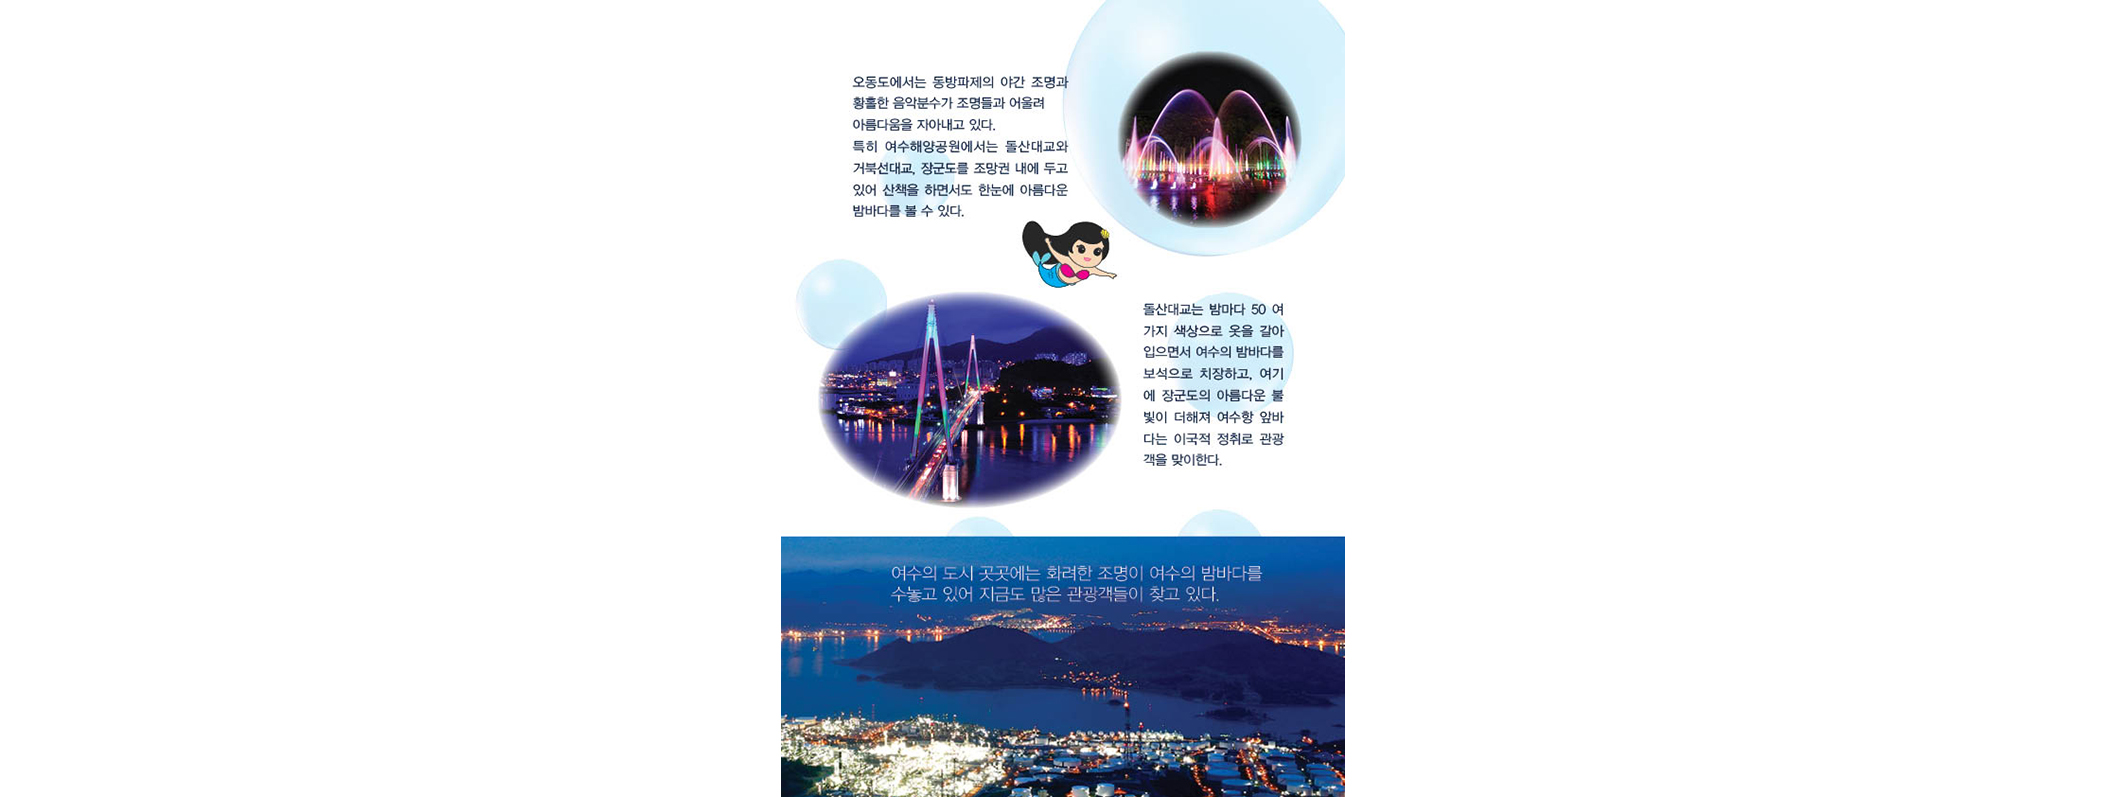 오동도에서는 동방파제의 야간 조명과
황홀한 음악분수가 조명들과 어울려
아름다움을 자아내고 있다.
특히 여수해양공원에서는 돌산대교와
거북선대교, 장군도를 조망권 내에 두고
있어 산책을 하면서도 한눈에 아름다운
밤바다를 볼 수 있다.
돌산대교는 밤마다 50 여
가지 색상으로 옷을 갈아
입으면서 여수의 밤바다를
보석으로 치장하고, 여기
에 장군도의 아름다운 불
빛이 더해져 여수항 앞바
다는 이국적 정취로 관광
객을 맞이한다.
여수의 도시 곳곳에는 화려한 조명이 여수의 밤바다를
수놓고 있어 지금도 많은 관광객들이 찾고 있다.